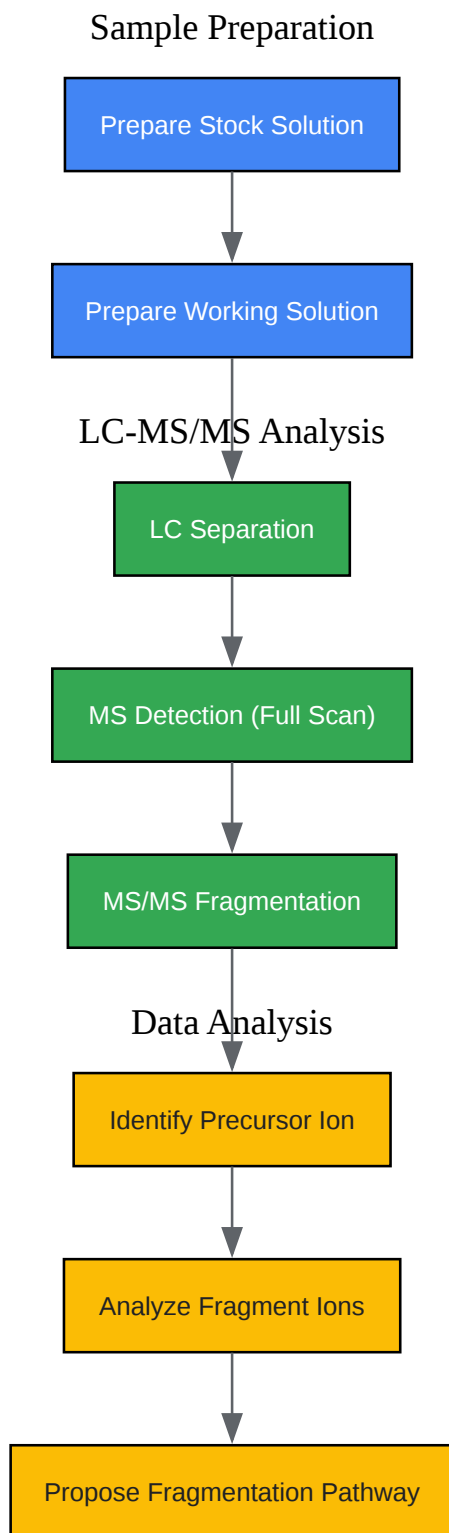 Sample Preparation
Prepare Stock Solution
Prepare Working Solution
LC-MS/MS Analysis
LC Separation
MS Detection (Full Scan)
MS/MS Fragmentation
Data Analysis
Identify Precursor Ion
Analyze Fragment Ions
Propose Fragmentation Pathway